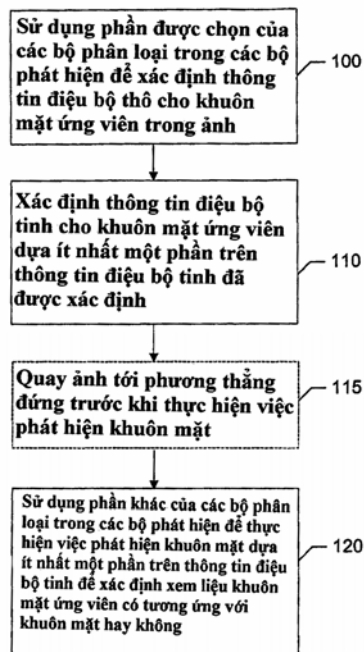 Sử dụng phần được chọn của
các bộ phân loại trong các bộ
phát hiện để xác định thông
tin điệu bộ thô cho khuôn
mặt ứng viên trong ảnh
100
Xác định thông tin điệu bộ
tinh cho khuôn mặt ứng viên
dựa ít nhất một phần trên
thông tin điệu bộ tinh đã
được xác định
110
Quay ảnh tới phương thẳng
đứng trước khi thực hiện việc
phát hiện khuôn mặt
115
Sử dụng phần khác của các bộ phân
loại trong các bộ phát hiện để thực
hiện việc phát hiện khuôn mặt dựa
ít nhất một phần trên thông tin điệu
bộ tinh để xác định xem liệu khuôn
mặt ứng viên có tương ứng với
khuôn mặt hay không
120